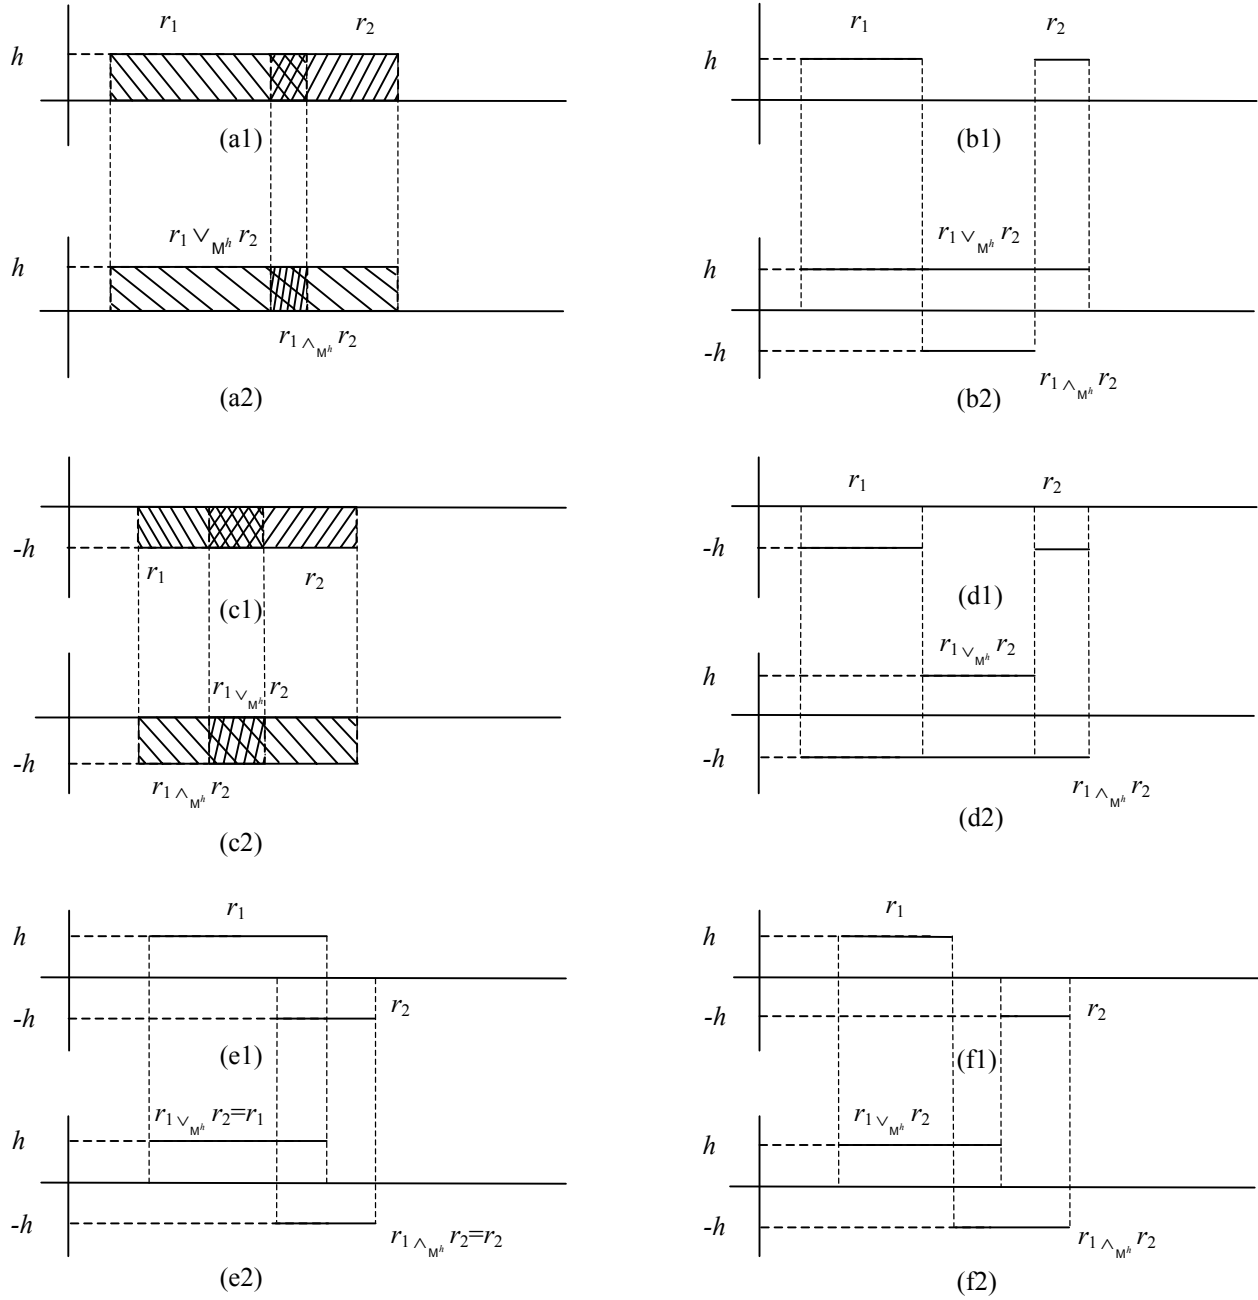 r1 r2
h
(a1)
r1 ∨Mh r2
h
r1 ∧Mh r2
(a2)
r1 r2
h
(b1)
r1 ∨Mh r2
h
-h
r1 ∧Mh r2
(b2)
-h
r1 r2
(c1)
r1 ∨Mh r2
-h
r1 ∧Mh r2
(c2)
r1 r2
-h
(d1)
r1 ∨Mh r2
h
-h
r1 ∧Mh r2
(d2)
r1
h
-h
r2
(e1)
r1 ∨Mh r2=r1
h
-h
r1 ∧Mh r2=r2
(e2)
r1
h
-h
r2
(f1)
r1 ∨Mh r2
h
-h
r1 ∧Mh r2
(f2)